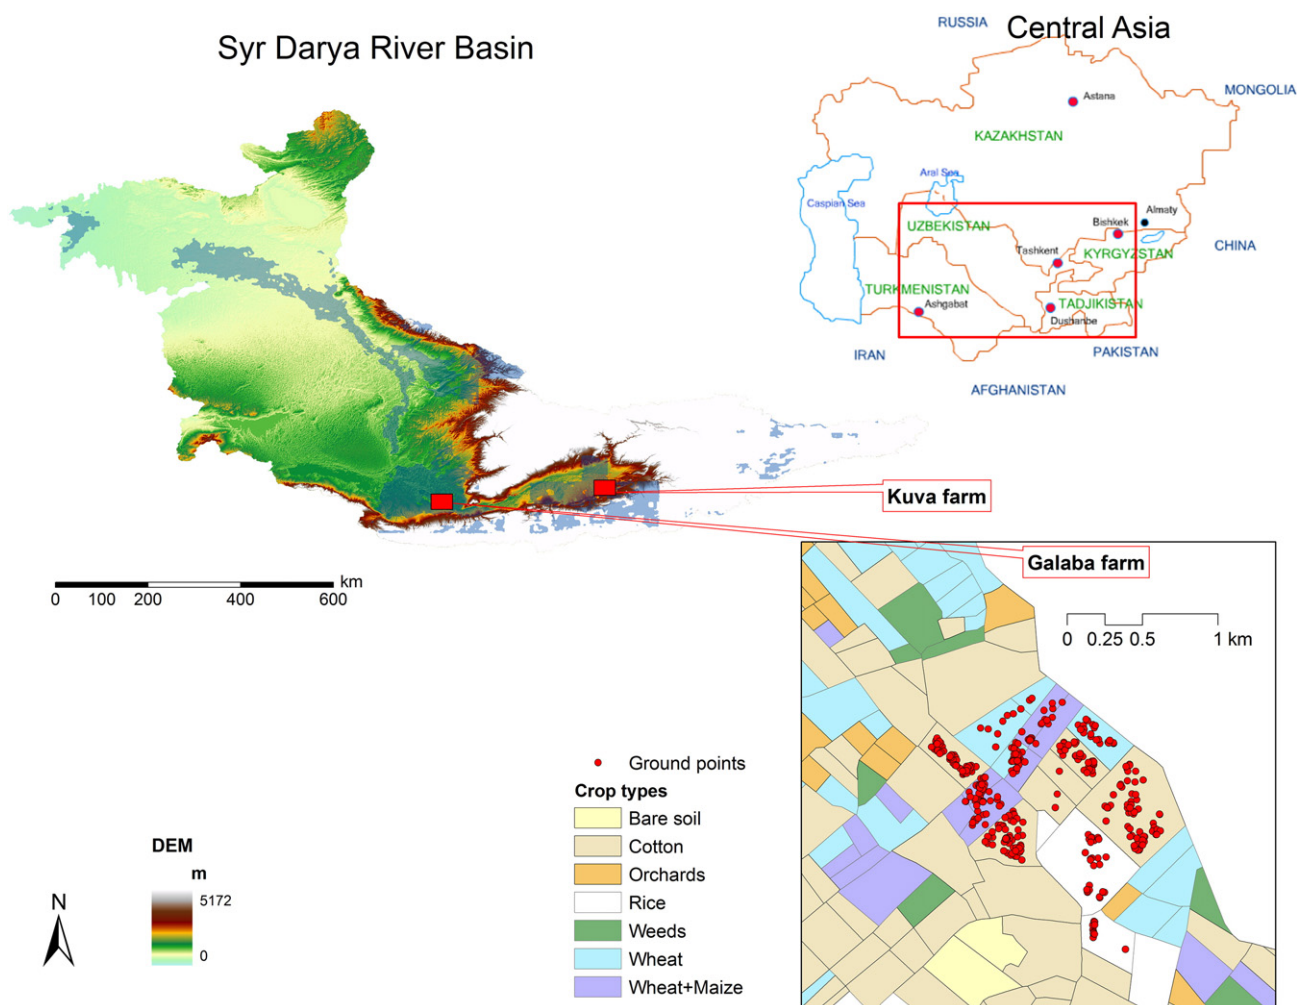 Syr Darya River Basin
Central Asia
RUSSIA
MONGOLIA
Astana
KAZAKHSTAN
Aral Sea
Caspian Sea
Almaty
Bishkek
UZBEKISTAN
CHINA
Tashkent
KYRGYZSTAN
TURKMENISTAN
TADJIKISTAN
Ashgabat
Dushanbe
IRAN
PAKISTAN
AFGHANISTAN
Kuva farm
Galaba farm
km
0 100 200 400 600
0 0.25 0.5 1 km
Ground points
Crop types
Bare soil
Cotton
Orchards
Rice
Weeds
Wheat
Wheat+Maize
DEM
m
5172
0
N